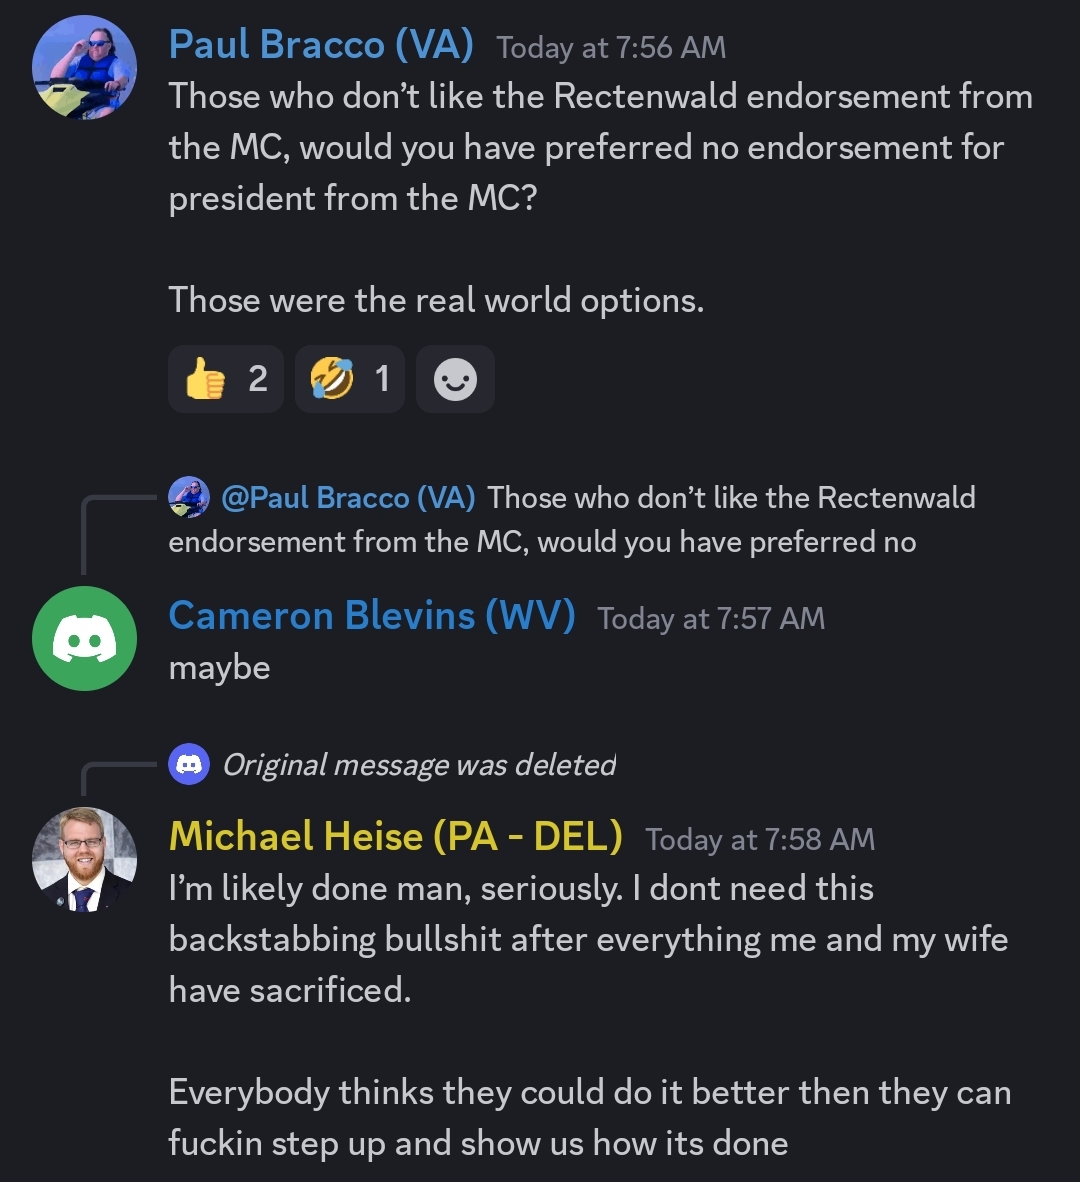 Paul Bracco (VA) Today at 7:56 AM
Those who don’t like the Rectenwald endorsement from
the MC, would you have preferred no endorsement for
president from the MC?
Those were the real world options.
👍 2 🤣 1
@Paul Bracco (VA) Those who don’t like the Rectenwald
endorsement from the MC, would you have preferred no
Cameron Blevins (WV) Today at 7:57 AM
maybe
Original message was deleted
Michael Heise (PA - DEL) Today at 7:58 AM
I’m likely done man, seriously. I dont need this
backstabbing bullshit after everything me and my wife
have sacrificed.
Everybody thinks they could do it better then they can
fuckin step up and show us how its done